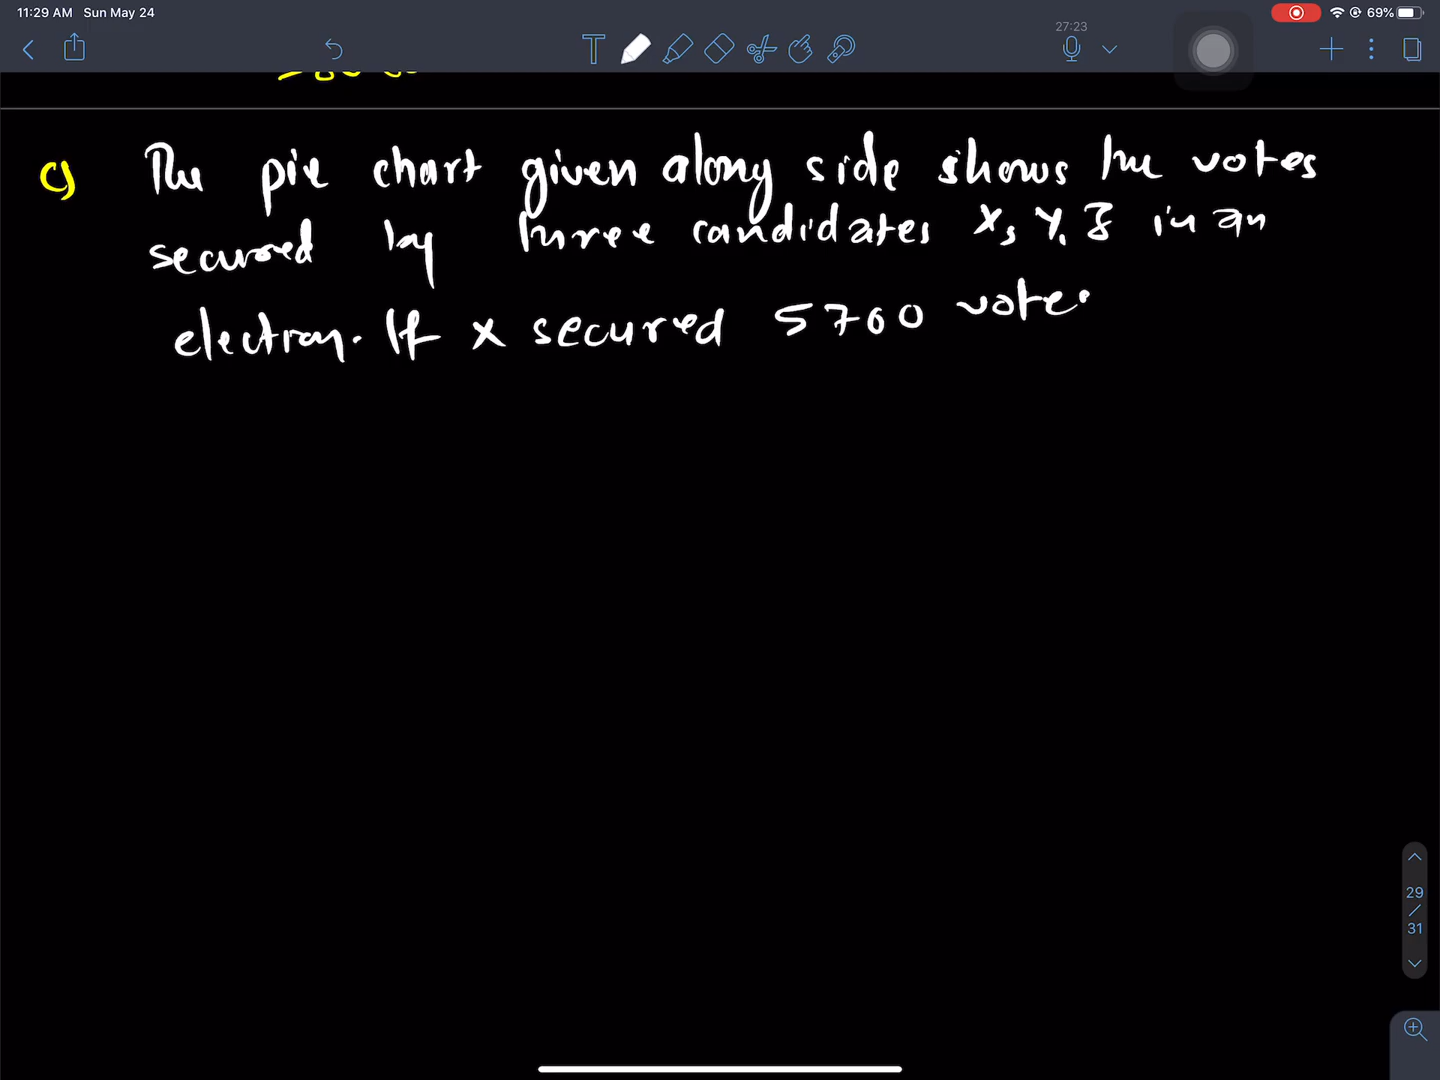 11:29 AM Sun May 24
69%
27:23
T
c)
The pie chart given along side shows the votes
secured by three candidates X, Y, Z in an
election. If x secured 5700 vote
29
/
31